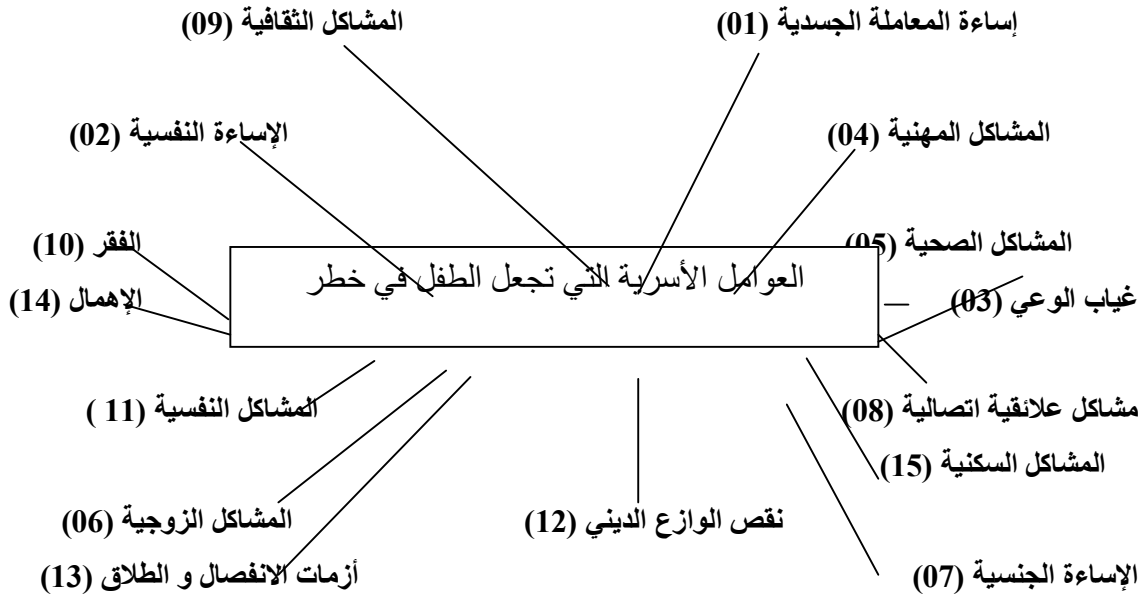 إساءة المعاملة الجسدية (01)
المشاكل الثقافية (09)
المشاكل المهنية (04)
الإساءة النفسية (02)
المشاكل الصحية (05)
الفقر (10)
العوامل الأسرية التي تجعل الطفل في خطر
غياب الوعي (03)
الإهمال (14)
مشاكل علائقية اتصالية (08)
المشاكل النفسية (11 )
المشاكل السكنية (15)
نقص الوازع الديني (12)
المشاكل الزوجية (06)
الإساءة الجنسية (07)
أزمات الانفصال و الطلاق (13)